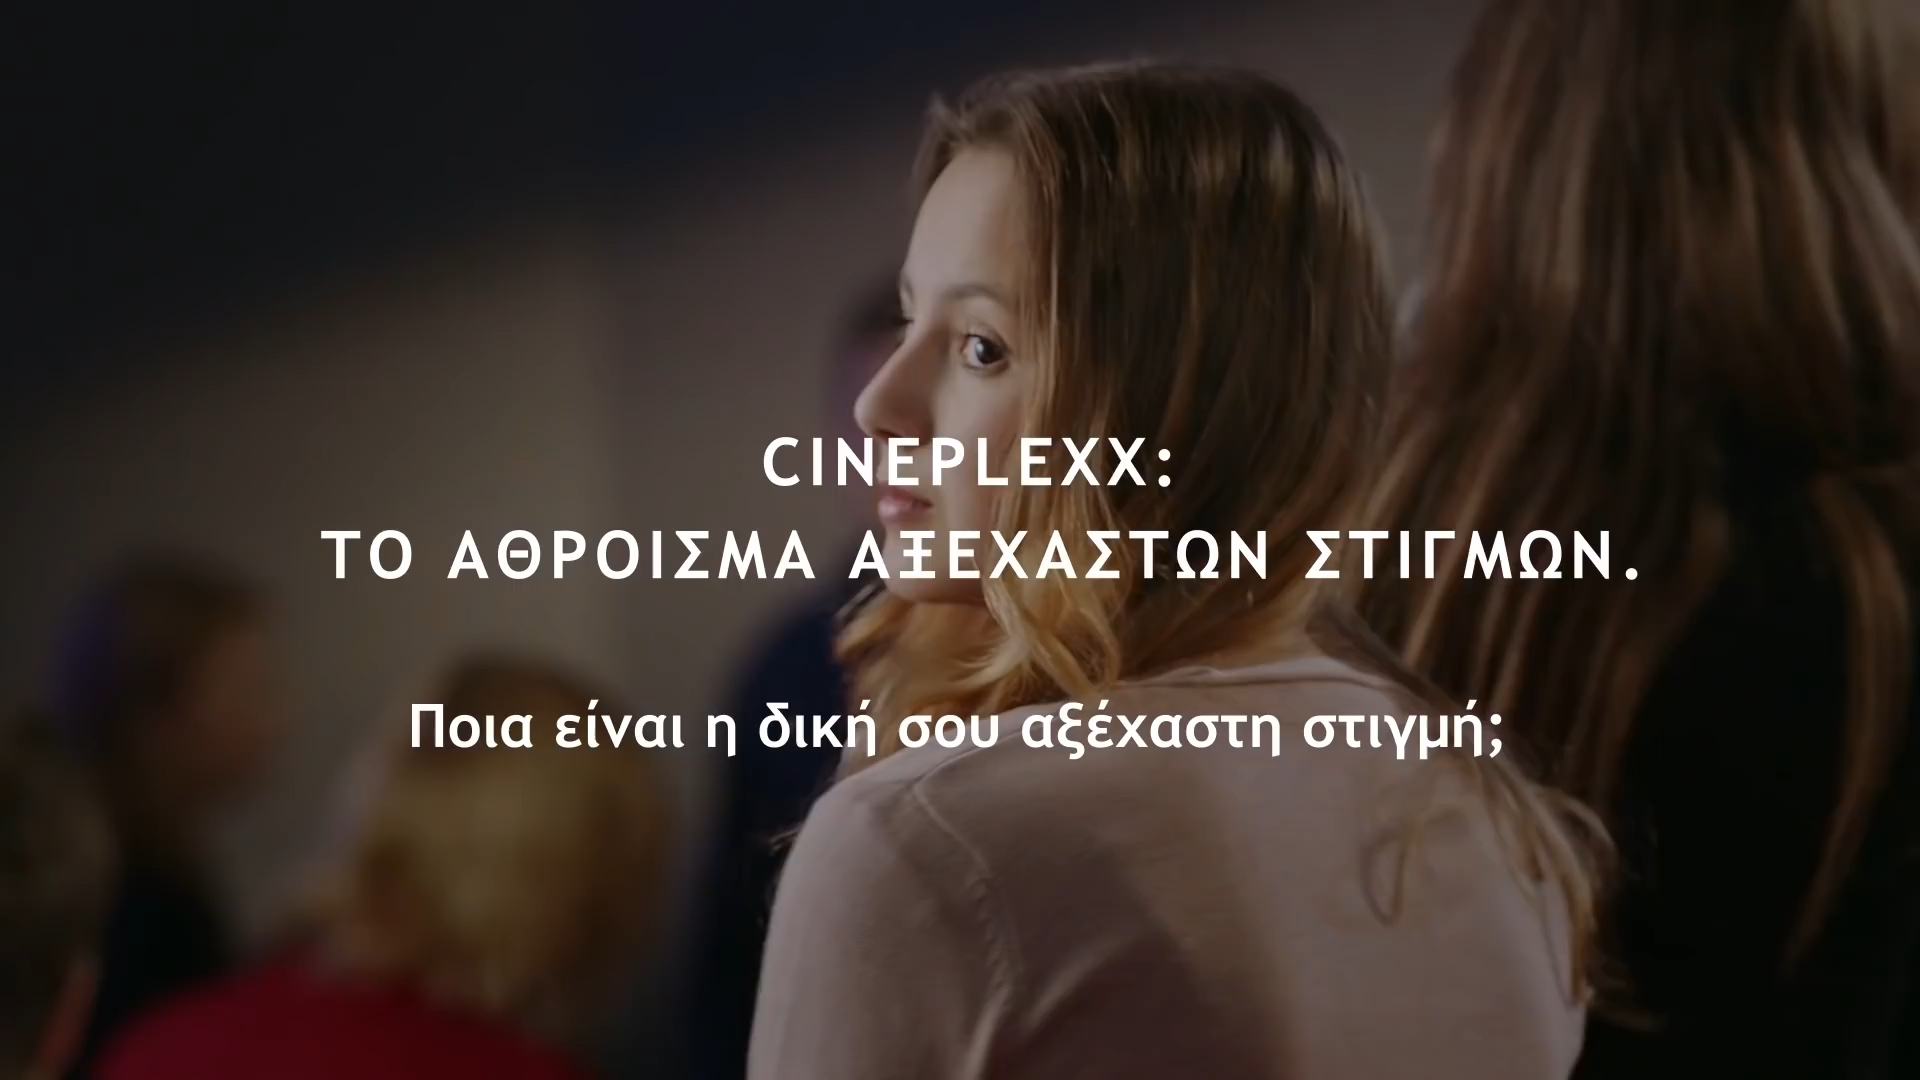 CINEPLEXX:
ΤΟ ΑΘΡΟΙΣΜΑ ΑΞΕΧΑΣΤΩΝ ΣΤΙΓΜΩΝ.
Ποια είναι η δική σου αξέχαστη στιγμή;